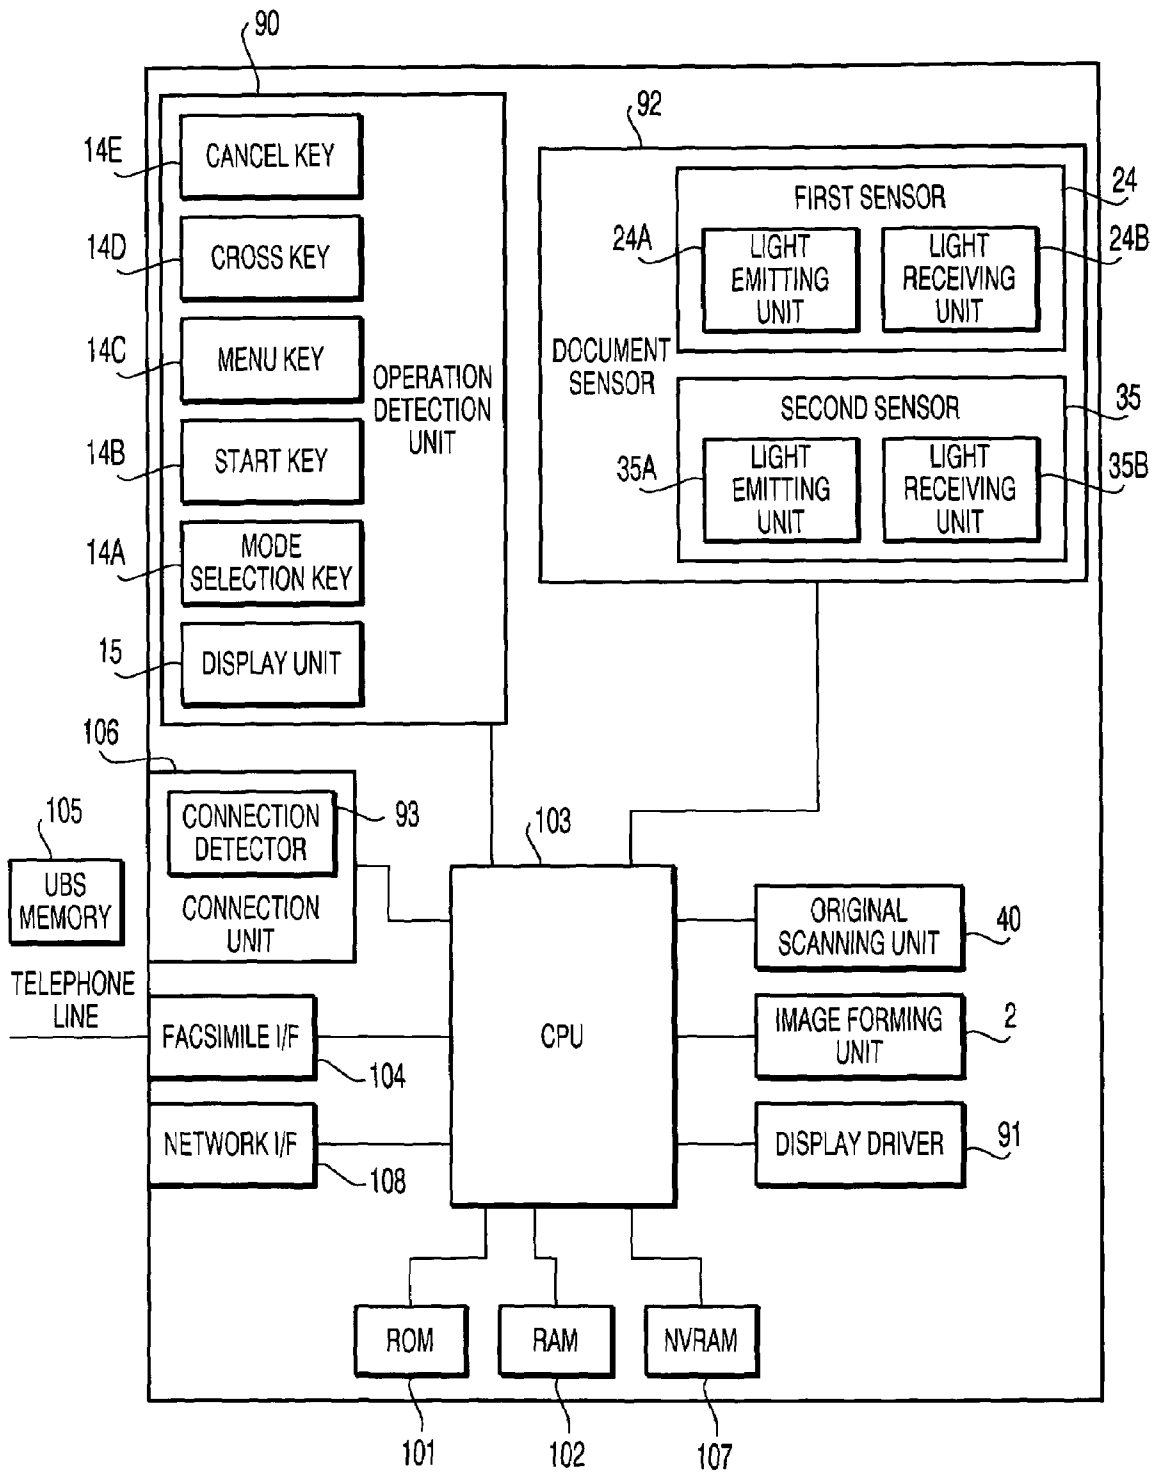 90
14E
CANCEL KEY
14D
CROSS KEY
14C
MENU KEY
14B
START KEY
14A
MODE
SELECTION KEY
15
DISPLAY UNIT
OPERATION
DETECTION
UNIT
92
DOCUMENT
SENSOR
FIRST SENSOR
24
24A
LIGHT
EMITTING
UNIT
LIGHT
RECEIVING
UNIT
24B
SECOND SENSOR
35
35A
LIGHT
EMITTING
UNIT
LIGHT
RECEIVING
UNIT
35B
106
CONNECTION
DETECTOR
93
CONNECTION
UNIT
105
UBS
MEMORY
TELEPHONE
LINE
FACSIMILE I/F
104
NETWORK I/F
108
103
CPU
ORIGINAL
SCANNING UNIT
40
IMAGE FORMING
UNIT
2
DISPLAY DRIVER
91
ROM
101
RAM
102
NVRAM
107